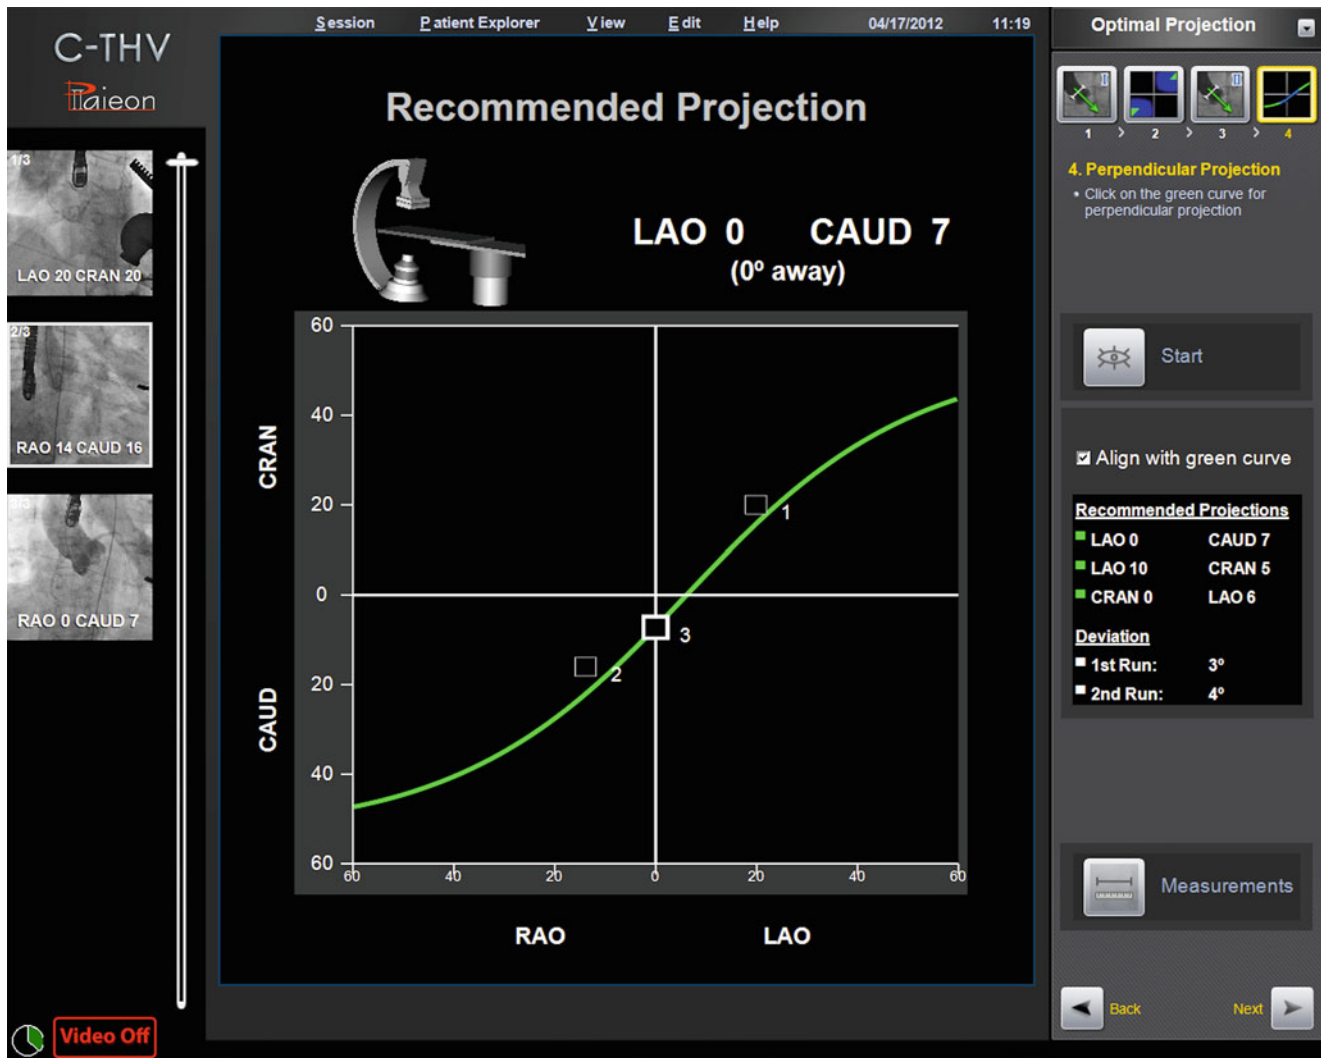 C-THV
Paieon
Session Patient Explorer View Edit Help 04/17/2012 11:19
Optimal Projection
1/3
LAO 20 CRAN 20
2/3
RAO 14 CAUD 16
3/3
RAO 0 CAUD 7
Video Off
Recommended Projection
LAO 0 CAUD 7
(0º away)
60
40
20
0
20
40
60
CRAN
CAUD
1
2
3
60 40 20 0 20 40 60
RAO LAO
1 > 2 > 3 > 4
4. Perpendicular Projection
• Click on the green curve for
perpendicular projection
Start
Align with green curve
Recommended Projections
LAO 0 CAUD 7
LAO 10 CRAN 5
CRAN 0 LAO 6
Deviation
1st Run: 3º
2nd Run: 4º
Measurements
Back Next